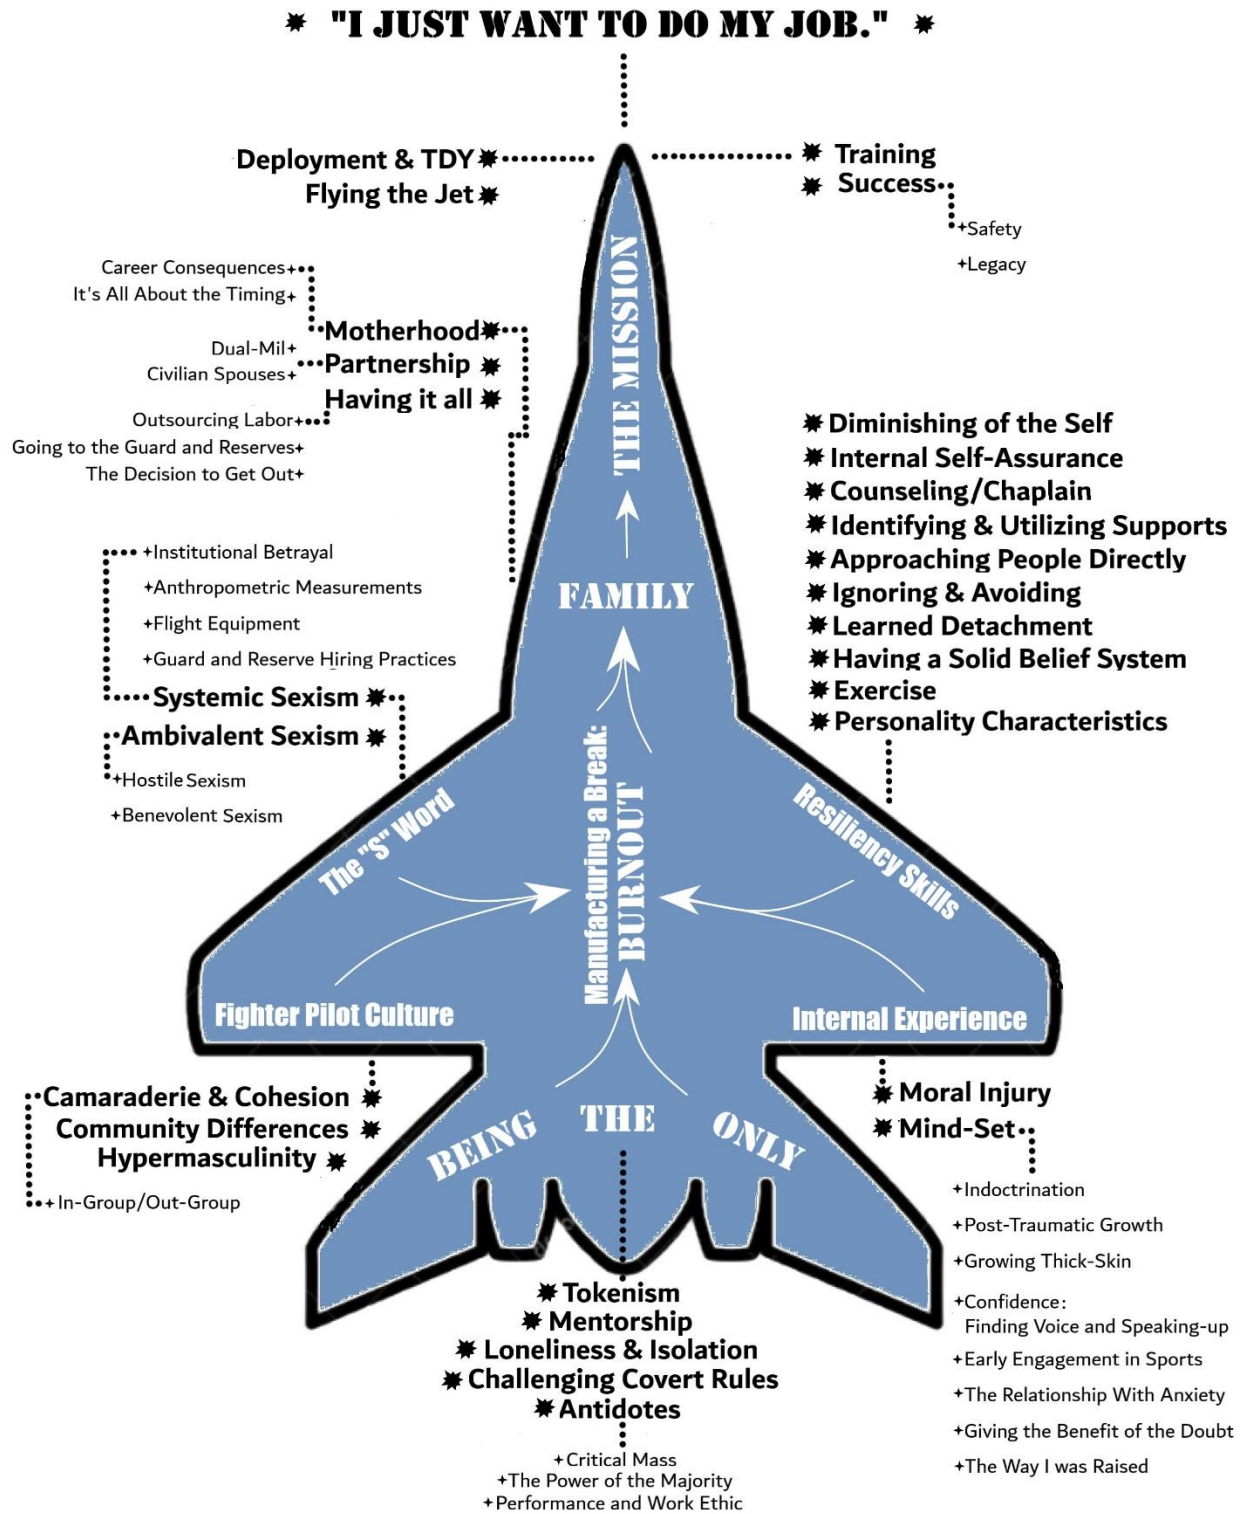 "I JUST WANT TO DO MY JOB."
Deployment & TDY
Flying the Jet
Training
Success
Safety
Legacy
THE MISSION
Career Consequences
It's All About the Timing
Motherhood
Dual-Mil
Civilian Spouses
Partnership
Having it all
Outsourcing Labor
Going to the Guard and Reserves
The Decision to Get Out
FAMILY
Diminishing of the Self
Internal Self-Assurance
Counseling/Chaplain
Identifying & Utilizing Supports
Approaching People Directly
Ignoring & Avoiding
Learned Detachment
Having a Solid Belief System
Exercise
Personality Characteristics
Resiliency Skills
Institutional Betrayal
Anthropometric Measurements
Flight Equipment
Guard and Reserve Hiring Practices
Systemic Sexism
Ambivalent Sexism
Hostile Sexism
Benevolent Sexism
The "S" Word
Manufacturing a Break:
BURNOUT
Fighter Pilot Culture
Internal Experience
Camaraderie & Cohesion
Community Differences
Hypermasculinity
In-Group/Out-Group
BEING THE ONLY
Moral Injury
Mind-Set
Indoctrination
Post-Traumatic Growth
Growing Thick-Skin
Confidence:
Finding Voice and Speaking-up
Early Engagement in Sports
The Relationship With Anxiety
Giving the Benefit of the Doubt
The Way I was Raised
Tokenism
Mentorship
Loneliness & Isolation
Challenging Covert Rules
Antidotes
Critical Mass
The Power of the Majority
Performance and Work Ethic